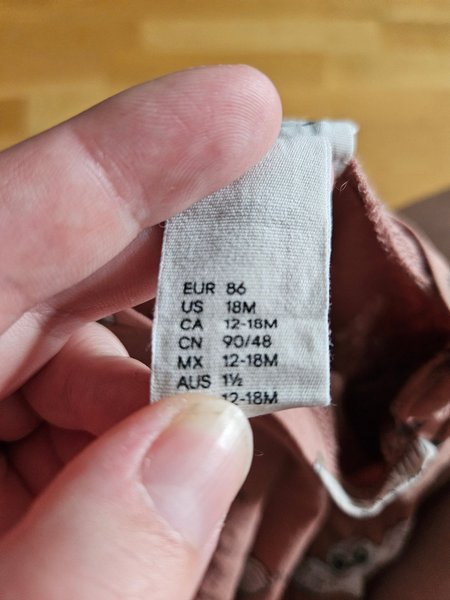 EUR 86
US 18M
CA 12-18M
CN 90/48
MX 12-18M
AUS 1½
12-18M